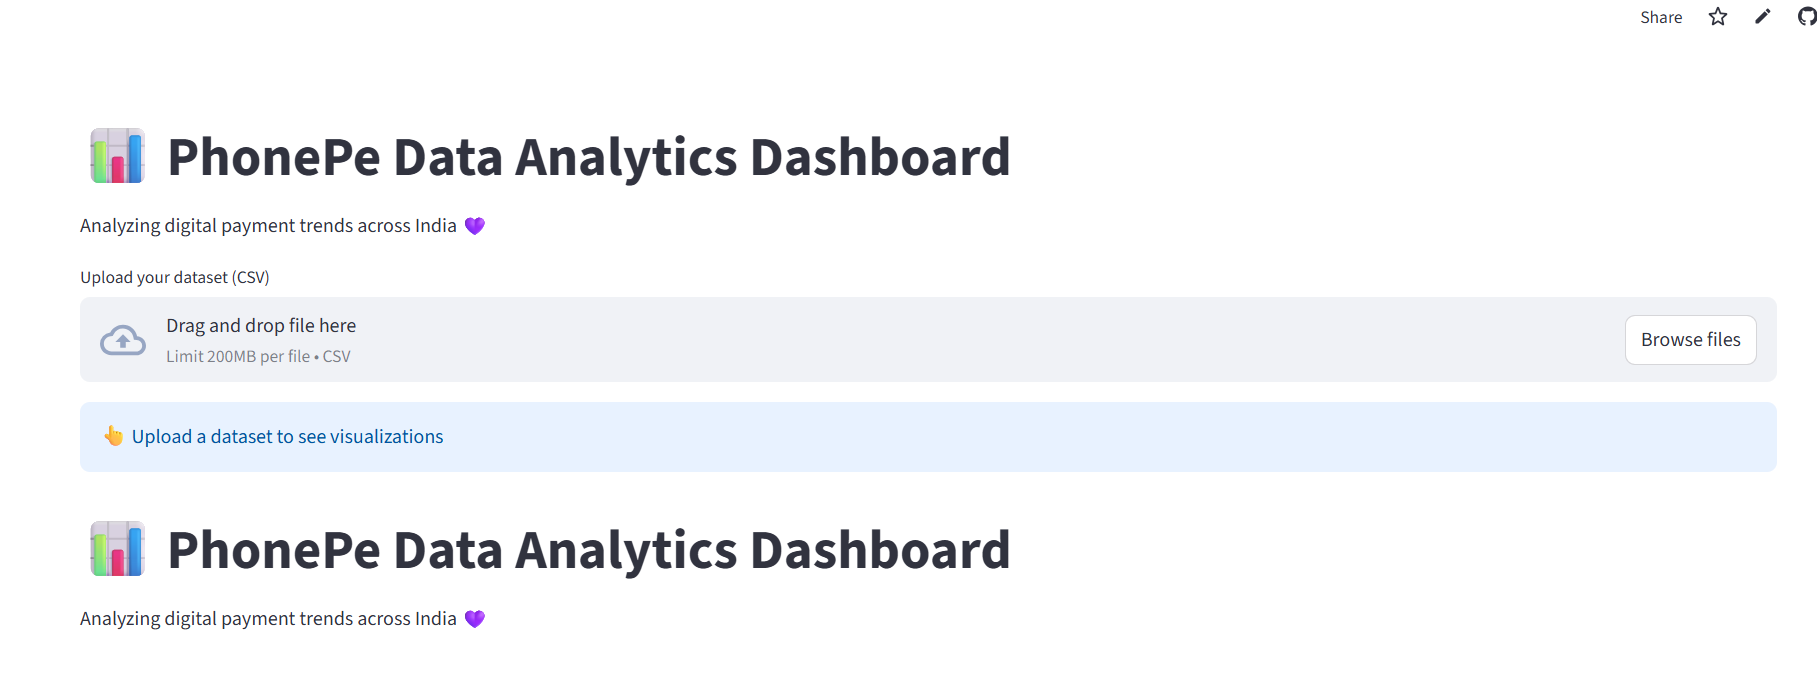 Share
📊 PhonePe Data Analytics Dashboard
Analyzing digital payment trends across India 💜
Upload your dataset (CSV)
Drag and drop file here
Limit 200MB per file • CSV
Browse files
👆 Upload a dataset to see visualizations
📊 PhonePe Data Analytics Dashboard
Analyzing digital payment trends across India 💜